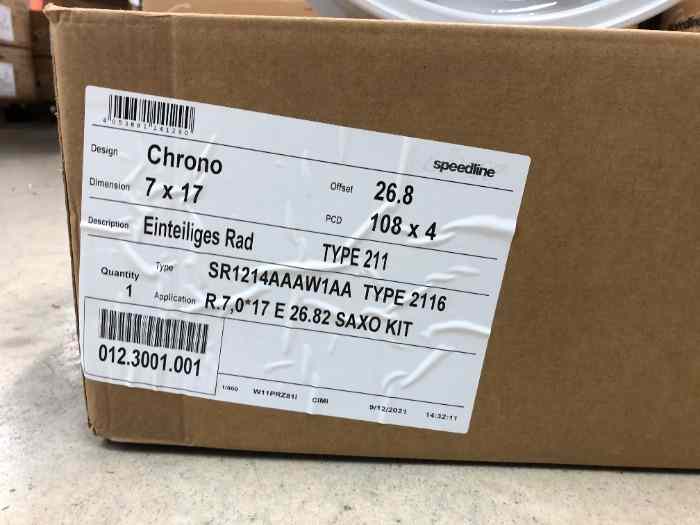 4053881141280
Design Chrono speedline
Dimension 7 x 17 Offset 26.8
PCD 108 x 4
Description Einteiliges Rad TYPE 211
Quantity Type SR1214AAAW1AA TYPE 2116
1 Application R.7,0*17 E 26.82 SAXO KIT
012.3001.001
W11PRZ81I CIMI 9/12/2021 14:32:11